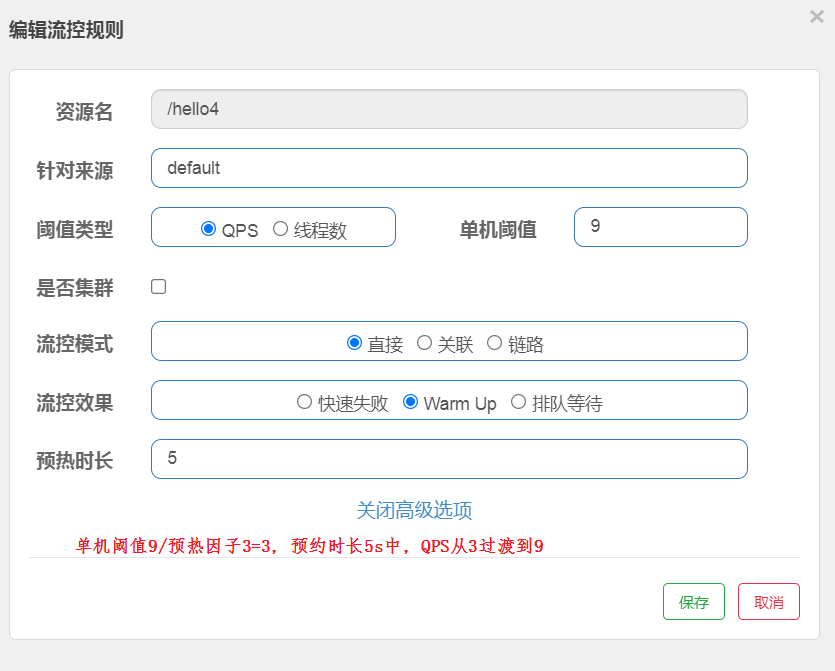 编辑流控规则
×
资源名 /hello4
针对来源 default
阈值类型 QPS 线程数 单机阈值 9
是否集群
流控模式 直接 关联 链路
流控效果 快速失败 Warm Up 排队等待
预热时长 5
关闭高级选项
单机阈值9/预热因子3=3，预约时长5s中，QPS从3过渡到9
保存 取消